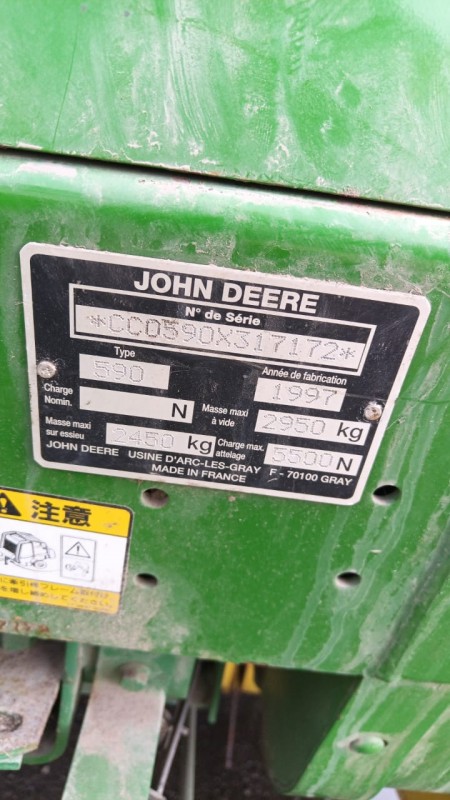 JOHN DEERE
N° de Série
*CC0590X317172*
Type
590
Année de fabrication
1997
Charge
Nomin.
N
Masse maxi
à vide
2950 kg
Masse maxi
sur essieu
2450 kg
Charge max.
attelage
5500 N
JOHN DEERE USINE D'ARC-LES-GRAY F - 70100 GRAY
MADE IN FRANCE
注意